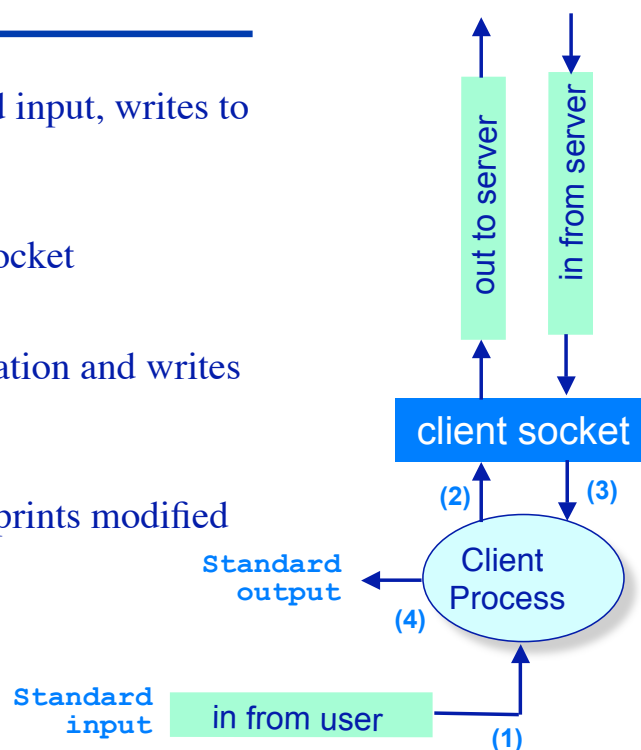 input, writes to
ocket
ation and writes
prints modified
out to server
in from server
client socket
(2)
(3)
Client
Process
Standard
output
(4)
Standard
input
in from user
(1)